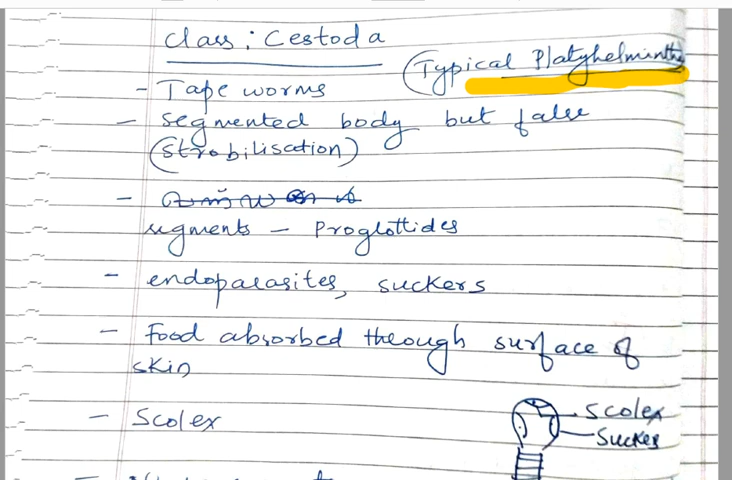 Class : Cestoda
(Typical Platyhelminths
- Tape worms
- segmented body but false
(Strobilisation)
-
segments - Proglottides
- endoparasites, suckers
- Food absorbed through surface of
skin
- Scolex
Scolex
Sucker